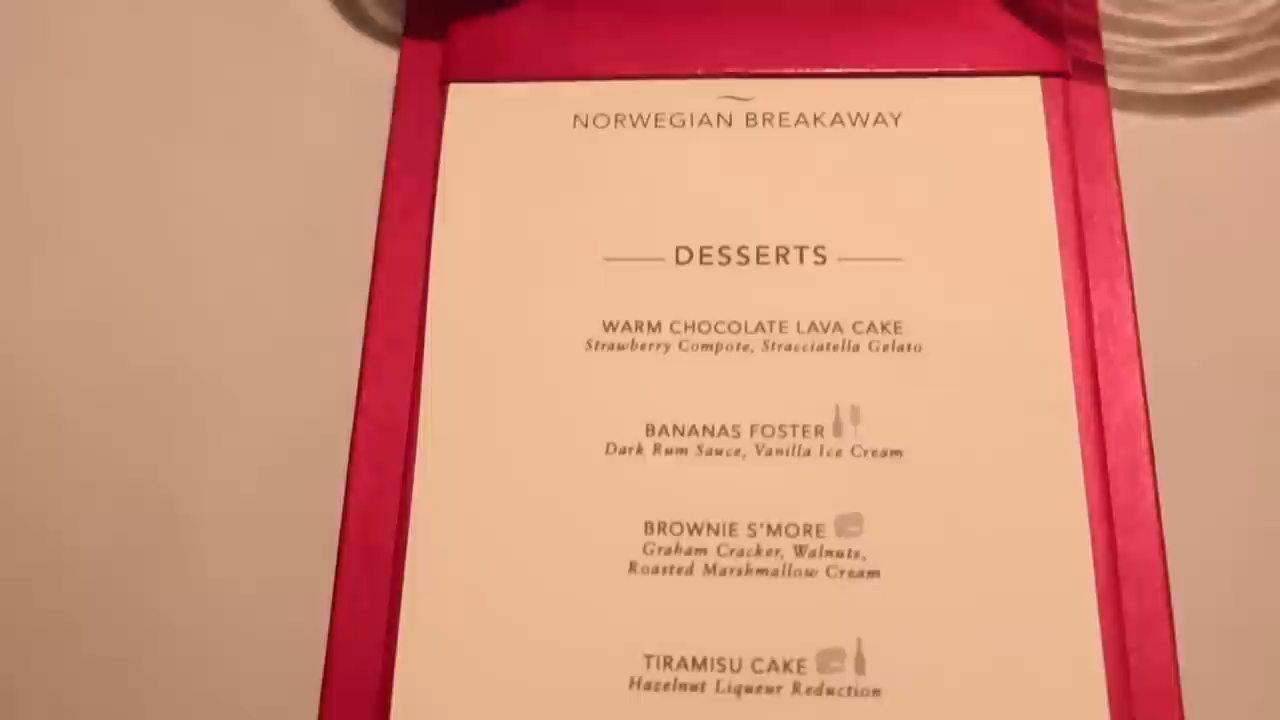 NORWEGIAN BREAKAWAY
DESSERTS
WARM CHOCOLATE LAVA CAKE
Strawberry Compote, Stracciatella Gelato
BANANAS FOSTER
Dark Rum Sauce, Vanilla Ice Cream
BROWNIE S'MORE
Graham Cracker, Walnuts,
Roasted Marshmallow Cream
TIRAMISU CAKE
Hazelnut Liqueur Reduction